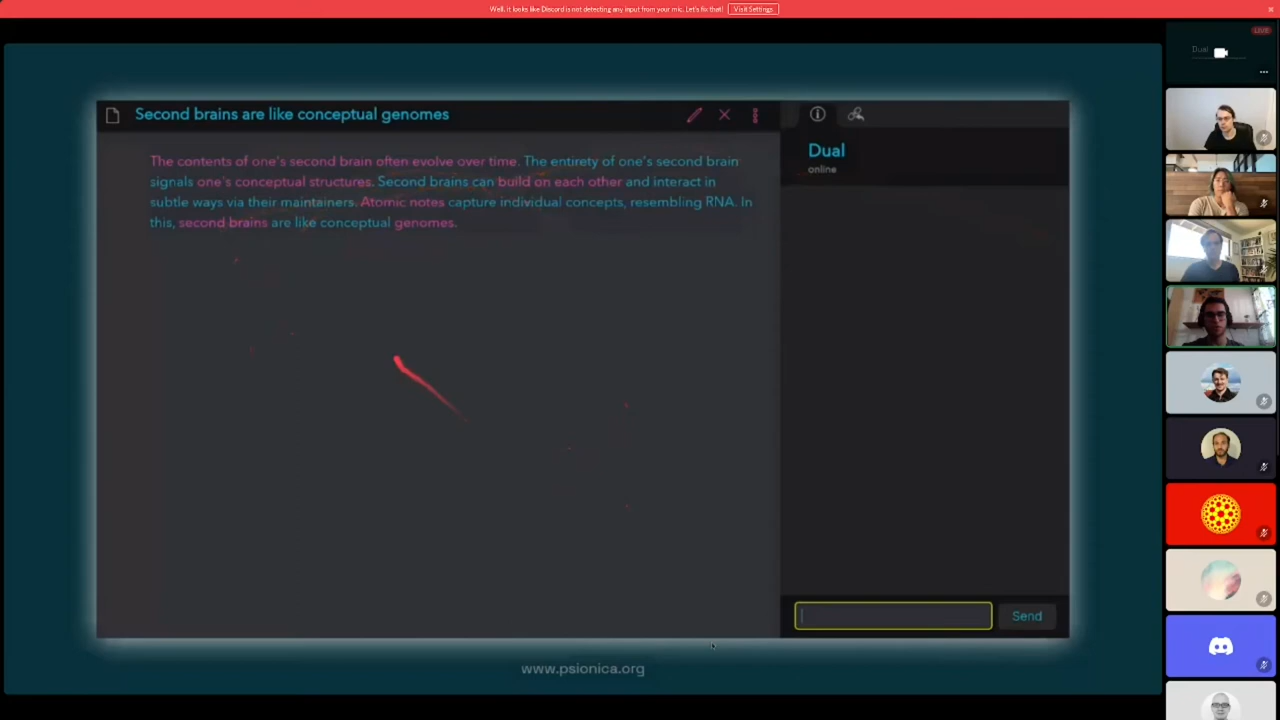 Well, it looks like Discord is not detecting any input from your mic. Let's fix that!
Visit Settings
LIVE
Dual
Second brains are like conceptual genomes
The contents of one's second brain often evolve over time. The entirety of one's second brain
signals one's conceptual structures. Second brains can build on each other and interact in
subtle ways via their maintainers. Atomic notes capture individual concepts, resembling RNA. In
this, second brains are like conceptual genomes.
Dual
online
Send
www.psionica.org